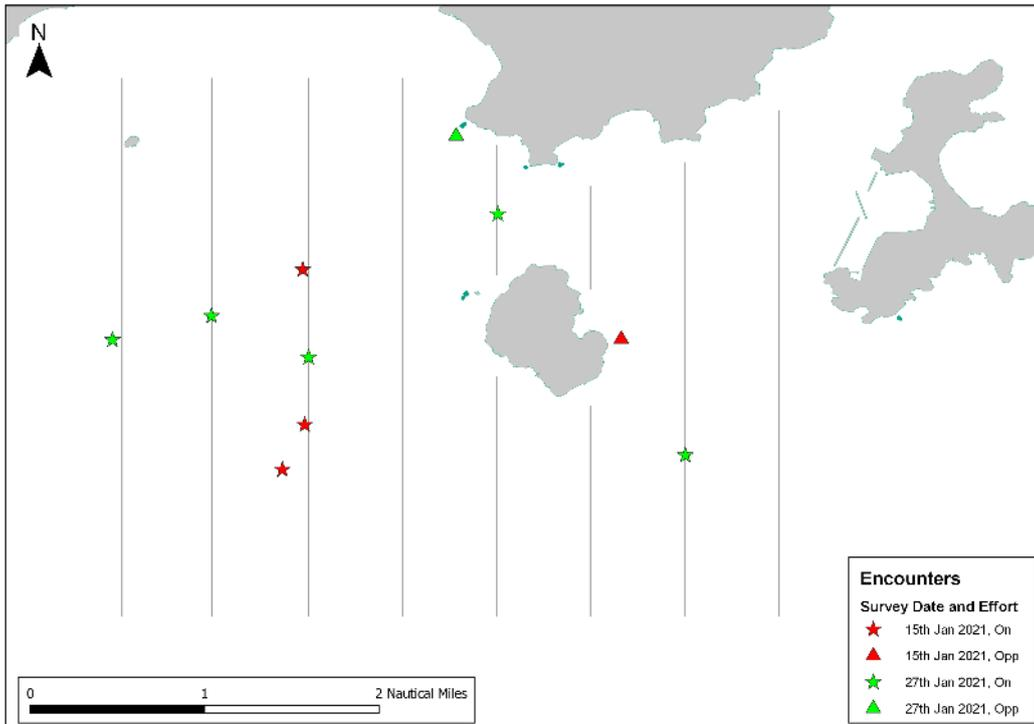 N
Encounters
Survey Date and Effort
15th Jan 2021, On
15th Jan 2021, Opp
27th Jan 2021, On
27th Jan 2021, Opp
0 1 2 Nautical Miles